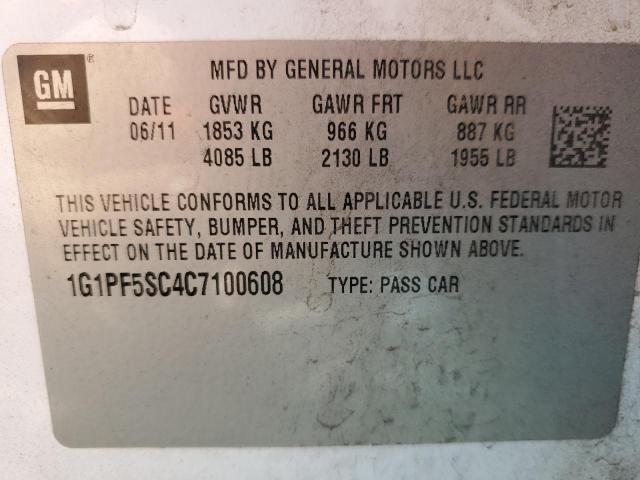 GM®
MFD BY GENERAL MOTORS LLC
DATE GVWR GAWR FRT GAWR RR
06/11 1853 KG 966 KG 887 KG
4085 LB 2130 LB 1955 LB
THIS VEHICLE CONFORMS TO ALL APPLICABLE U.S. FEDERAL MOTOR
VEHICLE SAFETY, BUMPER, AND THEFT PREVENTION STANDARDS IN
EFFECT ON THE DATE OF MANUFACTURE SHOWN ABOVE.
1G1PF5SC4C7100608 TYPE: PASS CAR